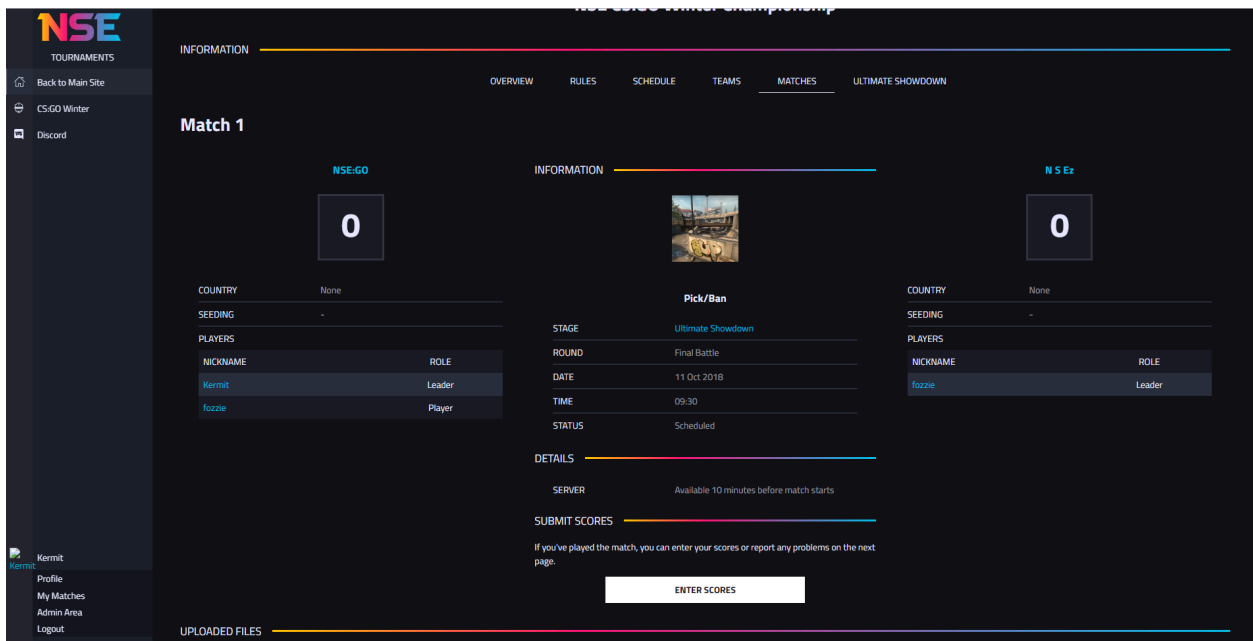 NSE CS:GO Winter Championship
NSE
TOURNAMENTS
Back to Main Site
CS:GO Winter
Discord
INFORMATION
OVERVIEW RULES SCHEDULE TEAMS MATCHES ULTIMATE SHOWDOWN
Match 1
NSE:GO
0
COUNTRY None
SEEDING -
PLAYERS
NICKNAME ROLE
Kermit Leader
fozzie Player
INFORMATION
Pick/Ban
STAGE Ultimate Showdown
ROUND Final Battle
DATE 11 Oct 2018
TIME 09:30
STATUS Scheduled
DETAILS
SERVER Available 10 minutes before match starts
SUBMIT SCORES
If you've played the match, you can enter your scores or report any problems on the next
page.
ENTER SCORES
N S Ez
0
COUNTRY None
SEEDING -
PLAYERS
NICKNAME ROLE
fozzie Leader
Kermit
Kermit
Profile
My Matches
Admin Area
Logout
UPLOADED FILES